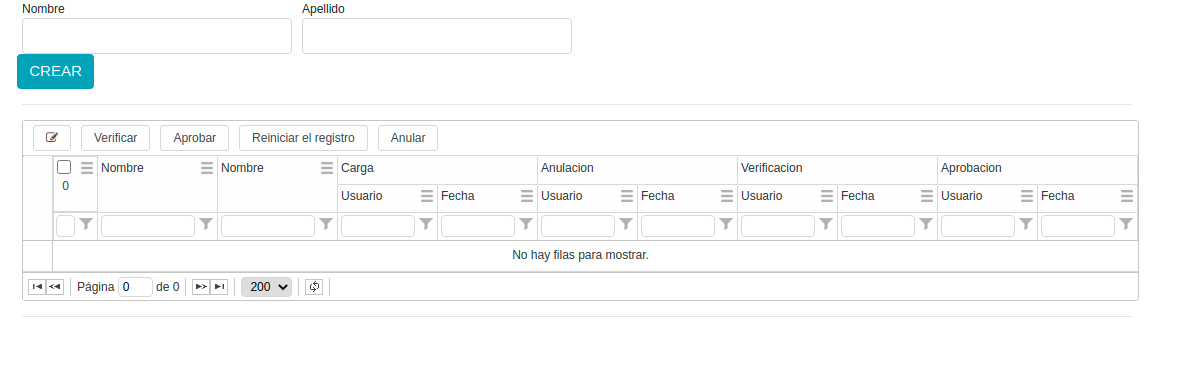 Nombre Apellido
CREAR
Verificar Aprobar Reiniciar el registro Anular
Nombre Nombre Carga Anulacion Verificacion Aprobacion
0 Usuario Fecha Usuario Fecha Usuario Fecha Usuario Fecha
No hay filas para mostrar.
Página 0 de 0 200